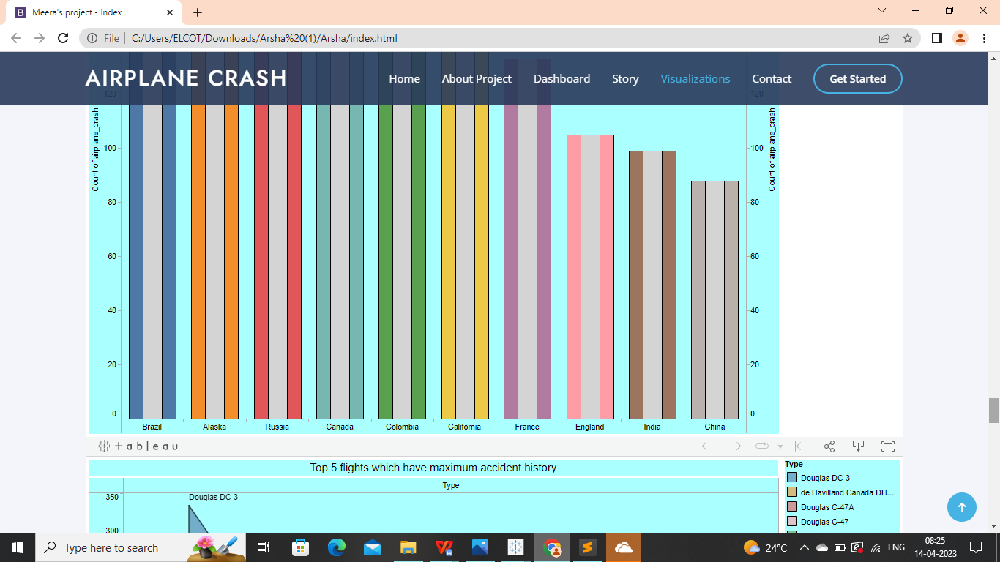 Meera's project - Index
File
C:/Users/ELCOT/Downloads/Arsha%20(1)/Arsha/index.html
AIRPLANE CRASH
Home
About Project
Dashboard
Story
Visualizations
Contact
Get Started
120
100
80
60
40
20
0
Count of airplane_crash
120
100
80
60
40
20
0
Count of airplane_crash
Brazil
Alaska
Russia
Canada
Colombia
California
France
England
India
China
+ a b | e a u
Top 5 flights which have maximum accident history
Type
350
300
Douglas DC-3
Type
Douglas DC-3
de Havilland Canada DH...
Douglas C-47A
Douglas C-47
Type here to search
24°C
ENG
08:25
14-04-2023